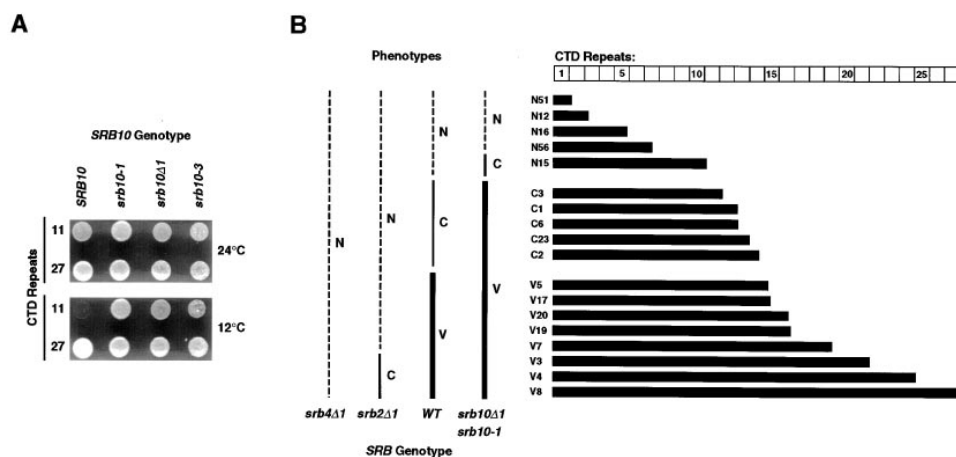 A
SRB10 Genotype
SRB10
srb10-1
srb10Δ1
srb10-3
CTD Repeats
11
27
24°C
11
27
12°C
B
Phenotypes
N
N
N
C
V
N
C
V
C
srb4Δ1
srb2Δ1
WT
srb10Δ1
srb10-1
SRB Genotype
CTD Repeats:
1 5 10 15 20 25
N51
N12
N16
N56
N15
C3
C1
C6
C23
C2
V5
V17
V20
V19
V7
V3
V4
V8